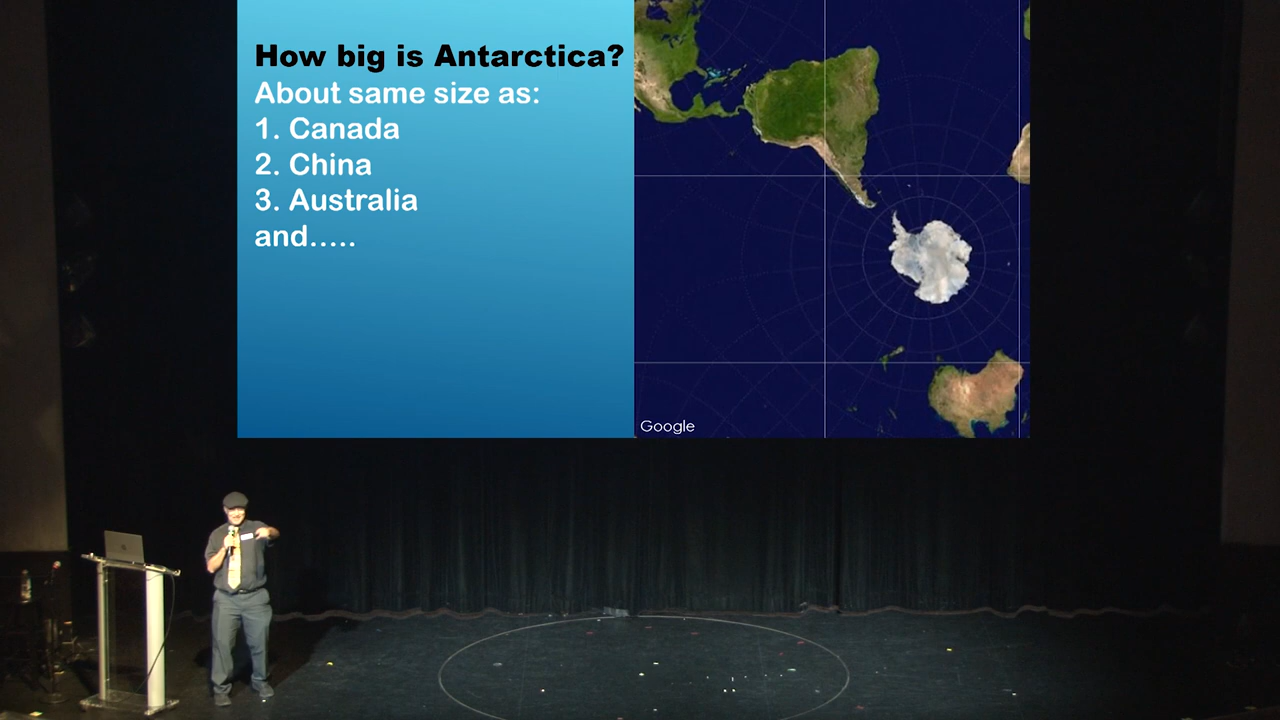 How big is Antarctica?
About same size as:
1. Canada
2. China
3. Australia
and.....
Google